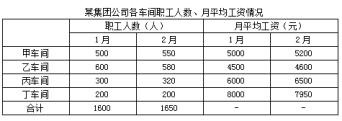 某集团公司各车间职工人数、月平均工资情况
职工人数（人） 月平均工资（元）
1月 2月 1月 2月
甲车间 500 550 5000 5200
乙车间 600 580 4500 4600
丙车间 300 320 6000 6500
丁车间 200 200 8000 7950
合计 1600 1650 - -